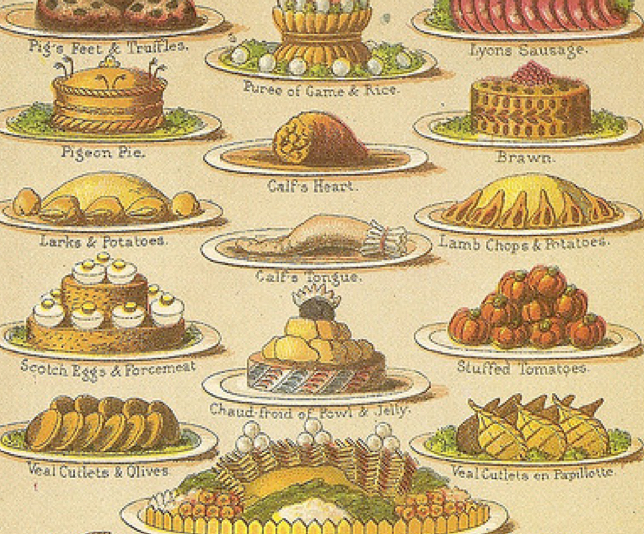 Pig's Feet & Truffles.
Puree of Game & Rice.
Lyons Sausage.
Pigeon Pie.
Calf's Heart.
Brawn.
Larks & Potatoes.
Calf's Tongue.
Lamb Chops & Potatoes.
Scotch Eggs & Forcemeat
Chaud-froid of Fowl & Jelly.
Stuffed Tomatoes.
Veal Cutlets & Olives
Veal Cutlets en Papillotte.